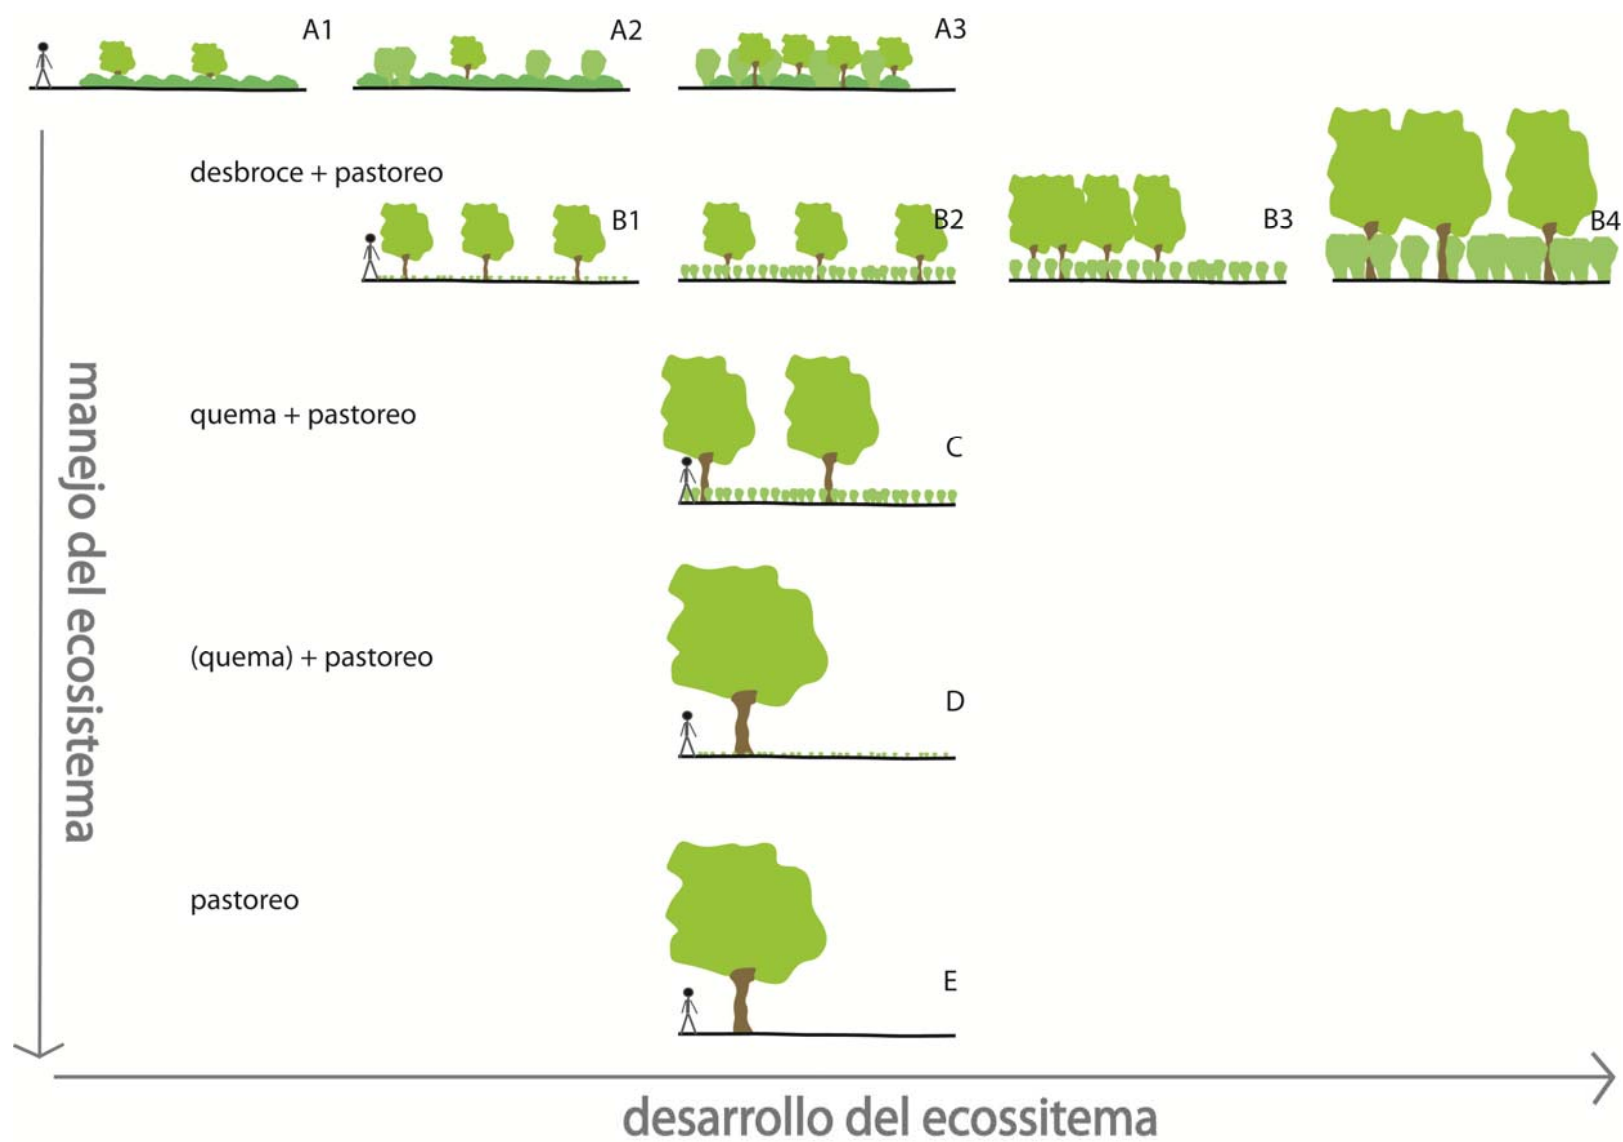 A1
A2
A3
desbroce + pastoreo
B1
B2
B3
B4
quema + pastoreo
C
(quema) + pastoreo
D
pastoreo
E
manejo del ecosistema
desarrollo del ecossitema